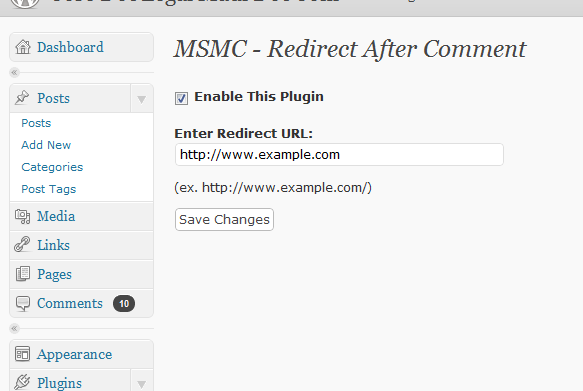 Dashboard
Posts
Posts
Add New
Categories
Post Tags
Media
Links
Pages
Comments 10
Appearance
Plugins
MSMC - Redirect After Comment
Enable This Plugin
Enter Redirect URL:
http://www.example.com
(ex. http://www.example.com/)
Save Changes